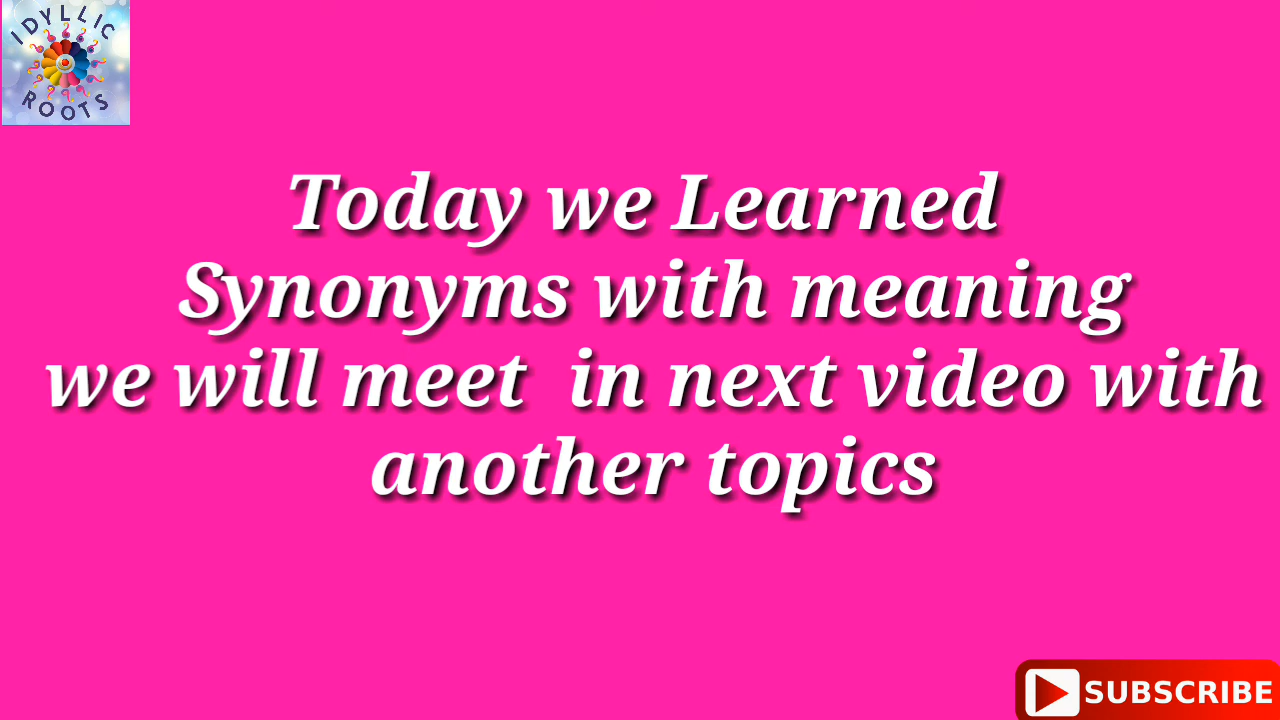 IDYLLIC
ROOTS
Today we Learned
Synonyms with meaning
we will meet  in next video with
another topics
SUBSCRIBE